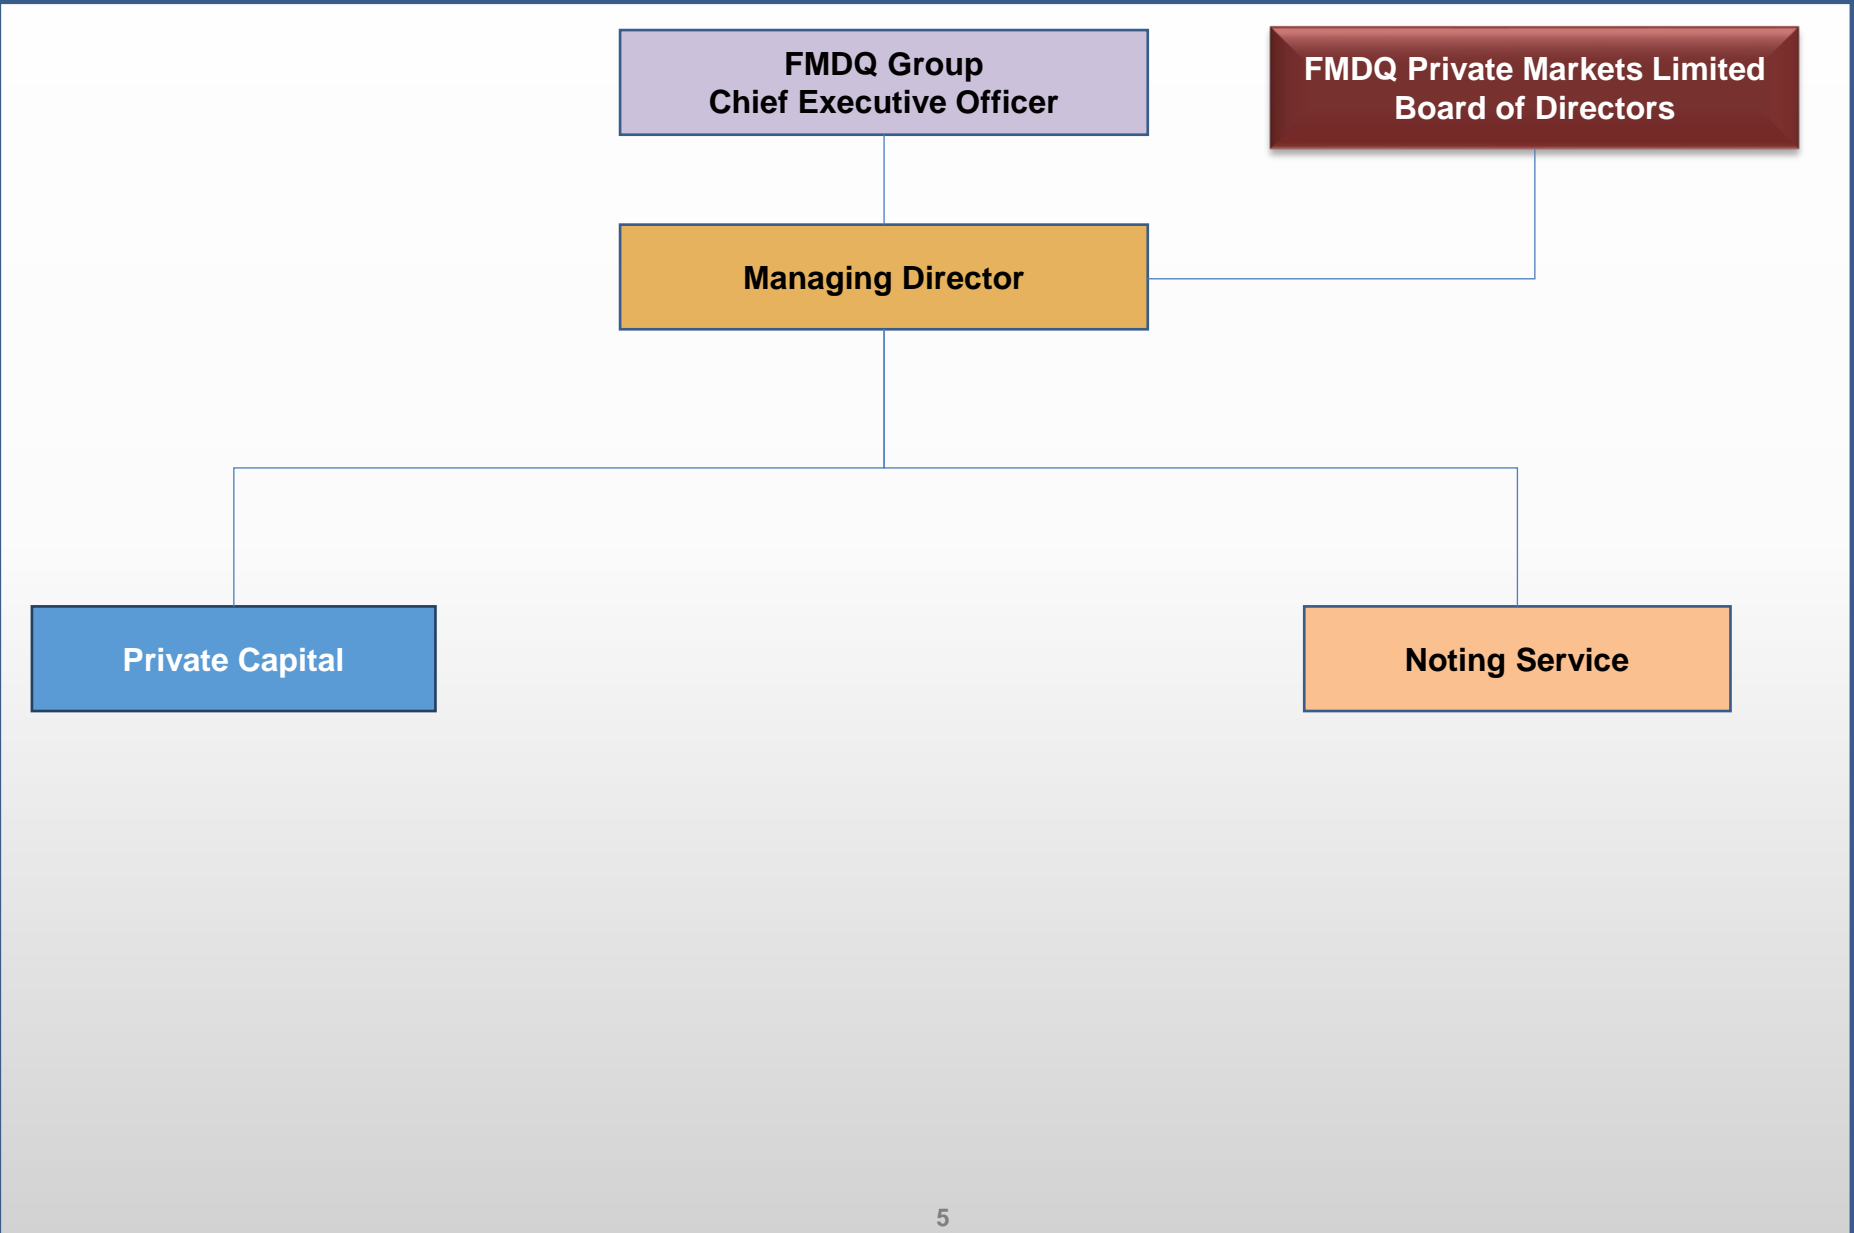 FMDQ Group
Chief Executive Officer
FMDQ Private Markets Limited
Board of Directors
Managing Director
Private Capital
Noting Service
5